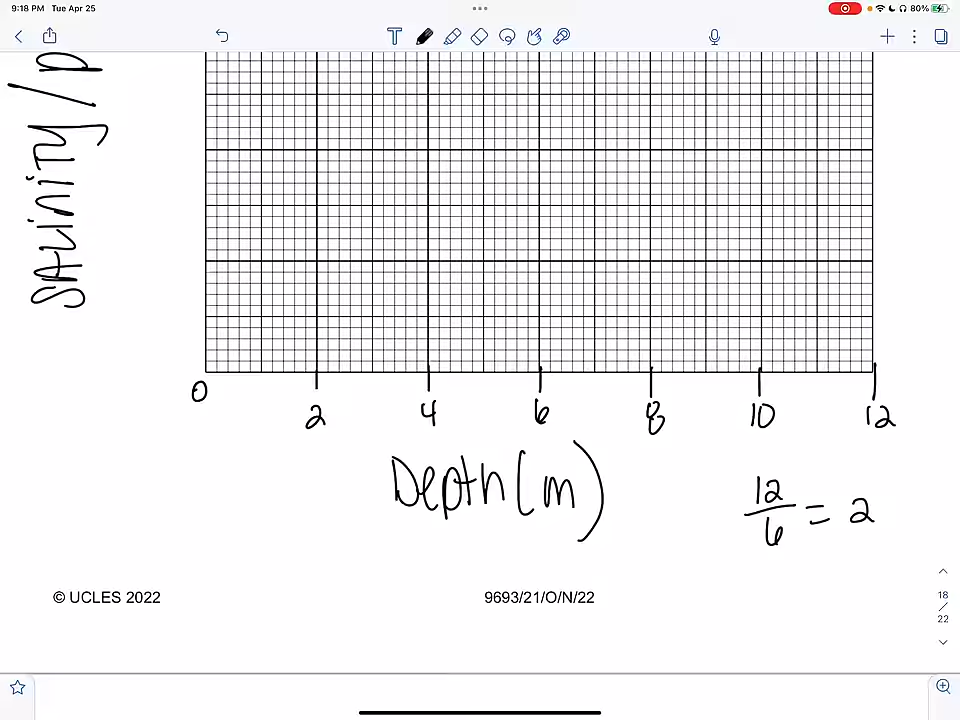 9:18 PM Tue Apr 25
80%
SALINITY / p
0 2 4 6 8 10 12
Depth (m)
12
6
= 2
© UCLES 2022
9693/21/O/N/22
18
/
22